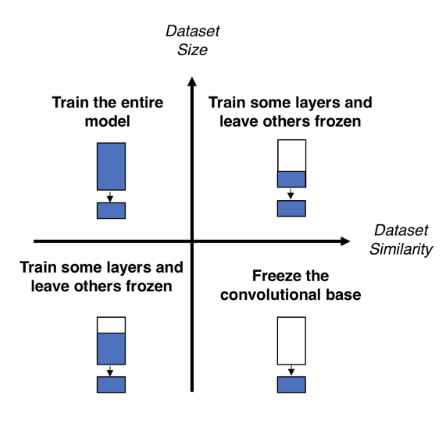 Dataset
Size
Train the entire
model
Train some layers and
leave others frozen
Dataset
Similarity
Train some layers and
leave others frozen
Freeze the
convolutional base